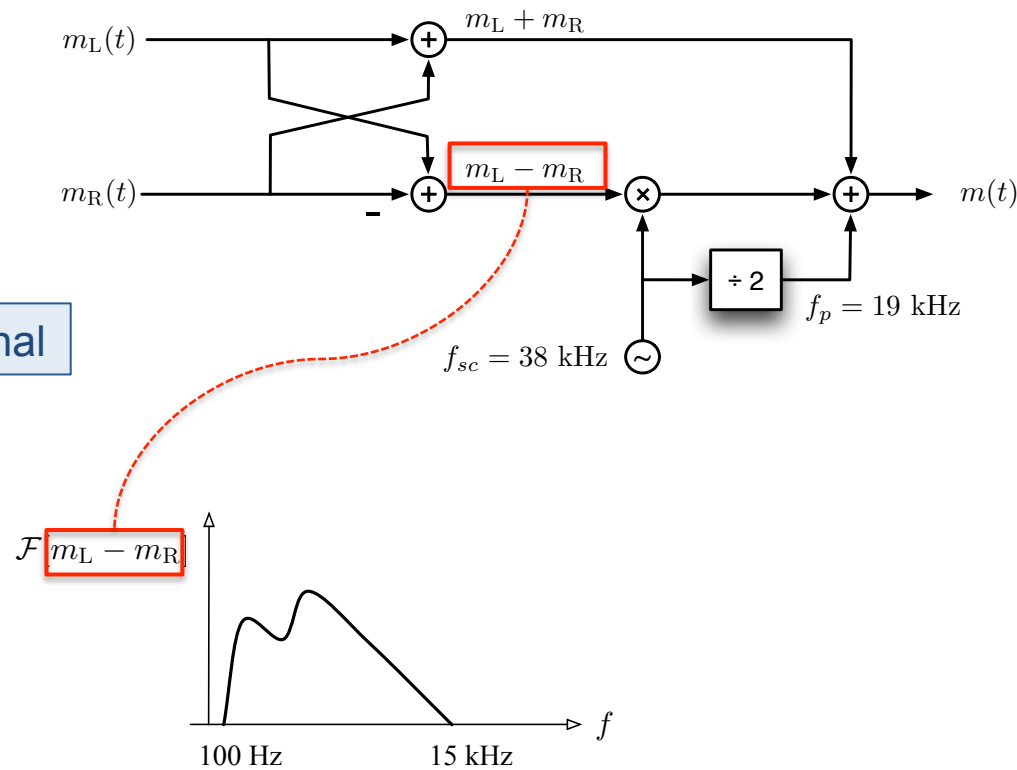 m_L(t)
m_L + m_R
+
m_R(t)
-
+
m_L − m_R
×
+
m(t)
÷ 2
f_p = 19 kHz
f_sc = 38 kHz
~
nal
F[m_L − m_R]
f
100 Hz
15 kHz